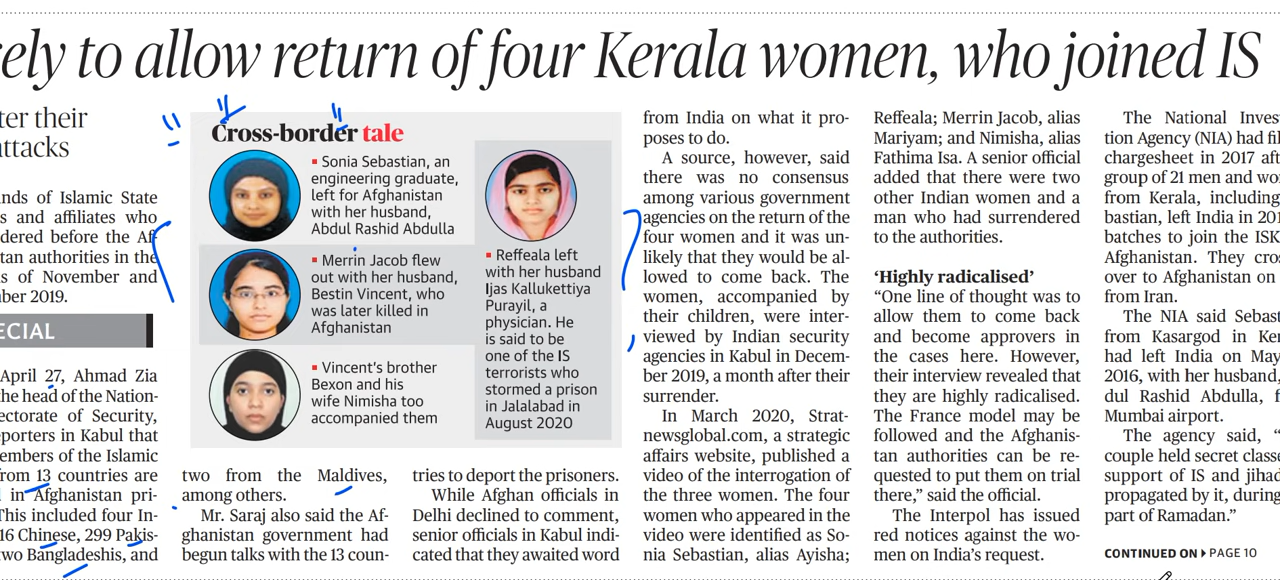 ely to allow return of four Kerala women, who joined IS
ter their
attacks
nds of Islamic State
s and affiliates who
dered before the Af-
tan authorities in the
s of November and
ber 2019.
ECIAL
April 27, Ahmad Zia
the head of the Nation-
ectorate of Security,
porters in Kabul that
embers of the Islamic
from 13 countries are
in Afghanistan pri-
This included four In-
16 Chinese, 299 Pakis-
two Bangladeshis, and
Cross-border tale
Sonia Sebastian, an
engineering graduate,
left for Afghanistan
with her husband,
Abdul Rashid Abdulla
Merrin Jacob flew
out with her husband,
Bestin Vincent, who
was later killed in
Afghanistan
Vincent's brother
Bexon and his
wife Nimisha too
accompanied them
Reffeala left
with her husband
Ijas Kallukettiya
Purayil, a
physician. He
is said to be
one of the IS
terrorists who
stormed a prison
in Jalalabad in
August 2020
two from the Maldives,
among others.
Mr. Saraj also said the Af-
ghanistan government had
begun talks with the 13 coun-
tries to deport the prisoners.
While Afghan officials in
Delhi declined to comment,
senior officials in Kabul indi-
cated that they awaited word
from India on what it pro-
poses to do.
A source, however, said
there was no consensus
among various government
agencies on the return of the
four women and it was un-
likely that they would be al-
lowed to come back. The
women, accompanied by
their children, were inter-
viewed by Indian security
agencies in Kabul in Decem-
ber 2019, a month after their
surrender.
In March 2020, Strat-
newsglobal.com, a strategic
affairs website, published a
video of the interrogation of
the three women. The four
women who appeared in the
video were identified as So-
nia Sebastian, alias Ayisha;
Reffeala; Merrin Jacob, alias
Mariyam; and Nimisha, alias
Fathima Isa. A senior official
added that there were two
other Indian women and a
man who had surrendered
to the authorities.
'Highly radicalised'
"One line of thought was to
allow them to come back
and become approvers in
the cases here. However,
their interview revealed that
they are highly radicalised.
The France model may be
followed and the Afghanis-
tan authorities can be re-
quested to put them on trial
there," said the official.
The Interpol has issued
red notices against the wo-
men on India's request.
The National Inves
tion Agency (NIA) had fi
chargesheet in 2017 aft
group of 21 men and wo
from Kerala, including
bastian, left India in 201
batches to join the ISK
Afghanistan. They cros
over to Afghanistan on
from Iran.
The NIA said Sebast
from Kasargod in Ker
had left India on May
2016, with her husband,
dul Rashid Abdulla, f
Mumbai airport.
The agency said, "
couple held secret classe
support of IS and jihad
propagated by it, during
part of Ramadan."
CONTINUED ON PAGE 10